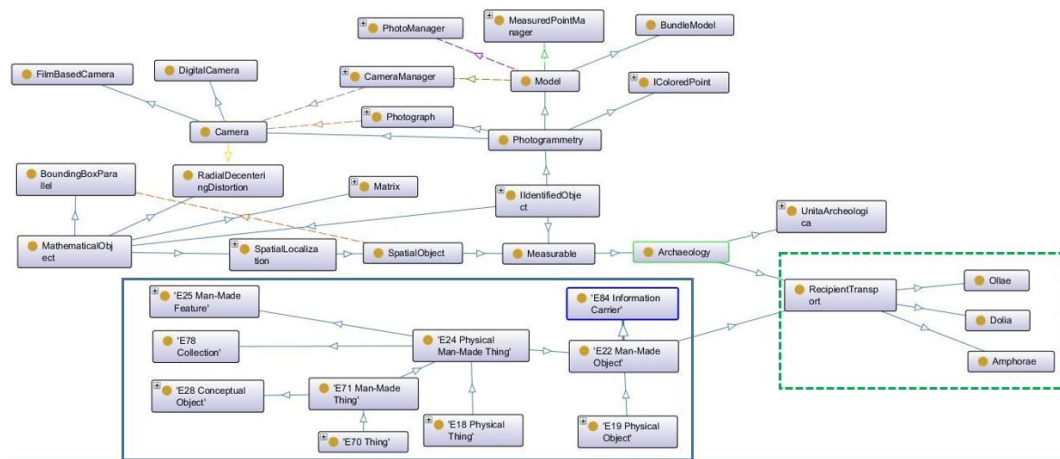 PhotoManager
MeasuredPointMa
nager
BundleModel
FilmBasedCamera
DigitalCamera
CameraManager
Model
IColoredPoint
Photograph
Camera
Photogrammetry
BoundingBoxPara
llel
RadialDecenteri
ngDistortion
Matrix
IIdentifiedObje
ct
UnitaArcheologi
ca
MathematicalObj
ect
SpatialLocaliza
tion
SpatialObject
Measurable
Archaeology
RecipientTransp
ort
Ollae
Dolia
Amphorae
'E25 Man-Made
Feature'
'E84 Information
Carrier'
'E78
Collection'
'E24 Physical
Man-Made Thing'
'E22 Man-Made
Object'
'E28 Conceptual
Object'
'E71 Man-Made
Thing'
'E70 Thing'
'E18 Physical
Thing'
'E19 Physical
Object'